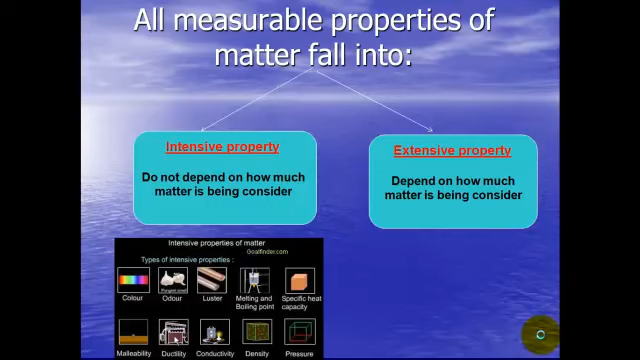 All measurable properties of
matter fall into:
Intensive property
Do not depend on how much
matter is being consider
Extensive property
Depend on how much
matter is being consider
Intensive properties of matter
Goalfinder.com
Types of intensive properties :
Colour
Odour
Luster
Melting and
Boiling point
Specific heat
capacity
Malleability
Ductility
Conductivity
Density
Pressure